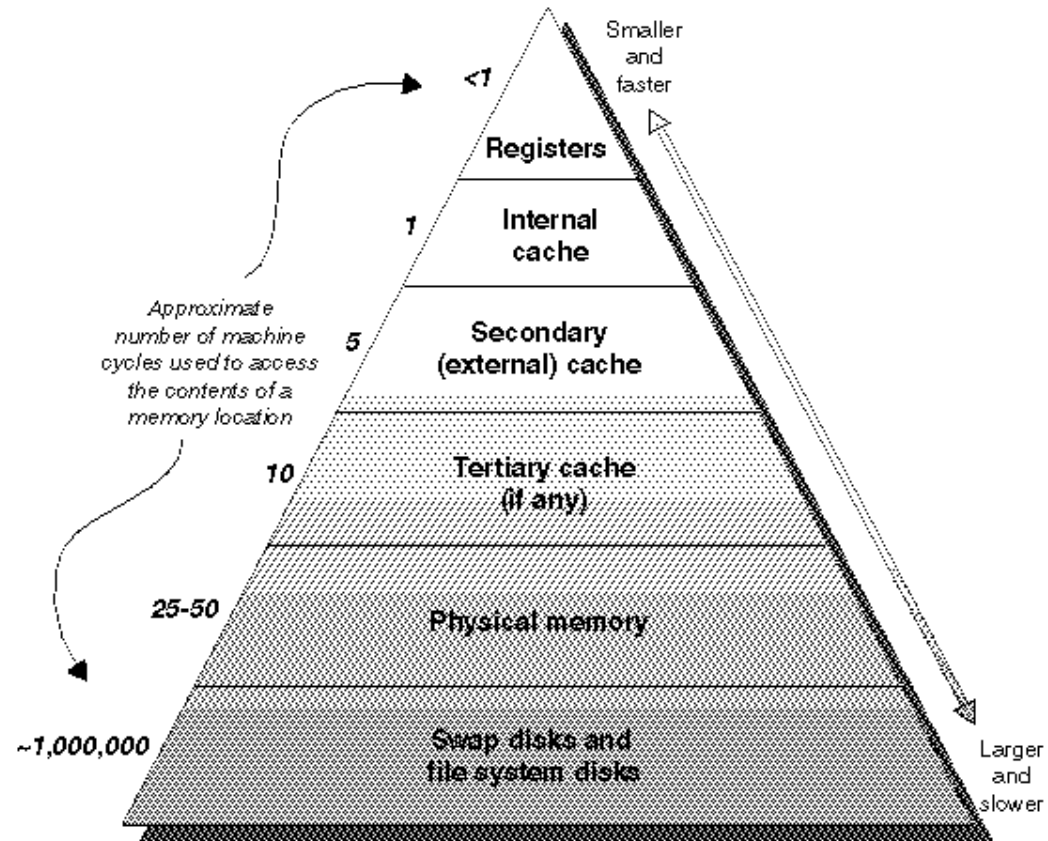 Smaller
and
faster
<1
Registers
1
Internal
cache
Approximate
number of machine
cycles used to access
the contents of a
memory location
5
Secondary
(external) cache
10
Tertiary cache
(if any)
25-50
Physical memory
~1,000,000
Swap disks and
file system disks
Larger
and
slower